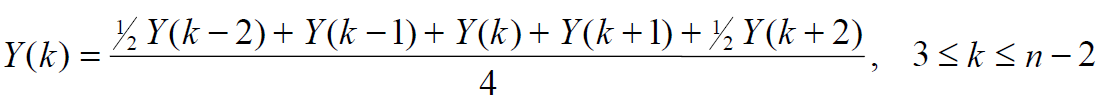 Y(k) = (½ Y(k − 2) + Y(k − 1) + Y(k) + Y(k + 1) + ½ Y(k + 2)) / 4, 3 ≤ k ≤ n − 2